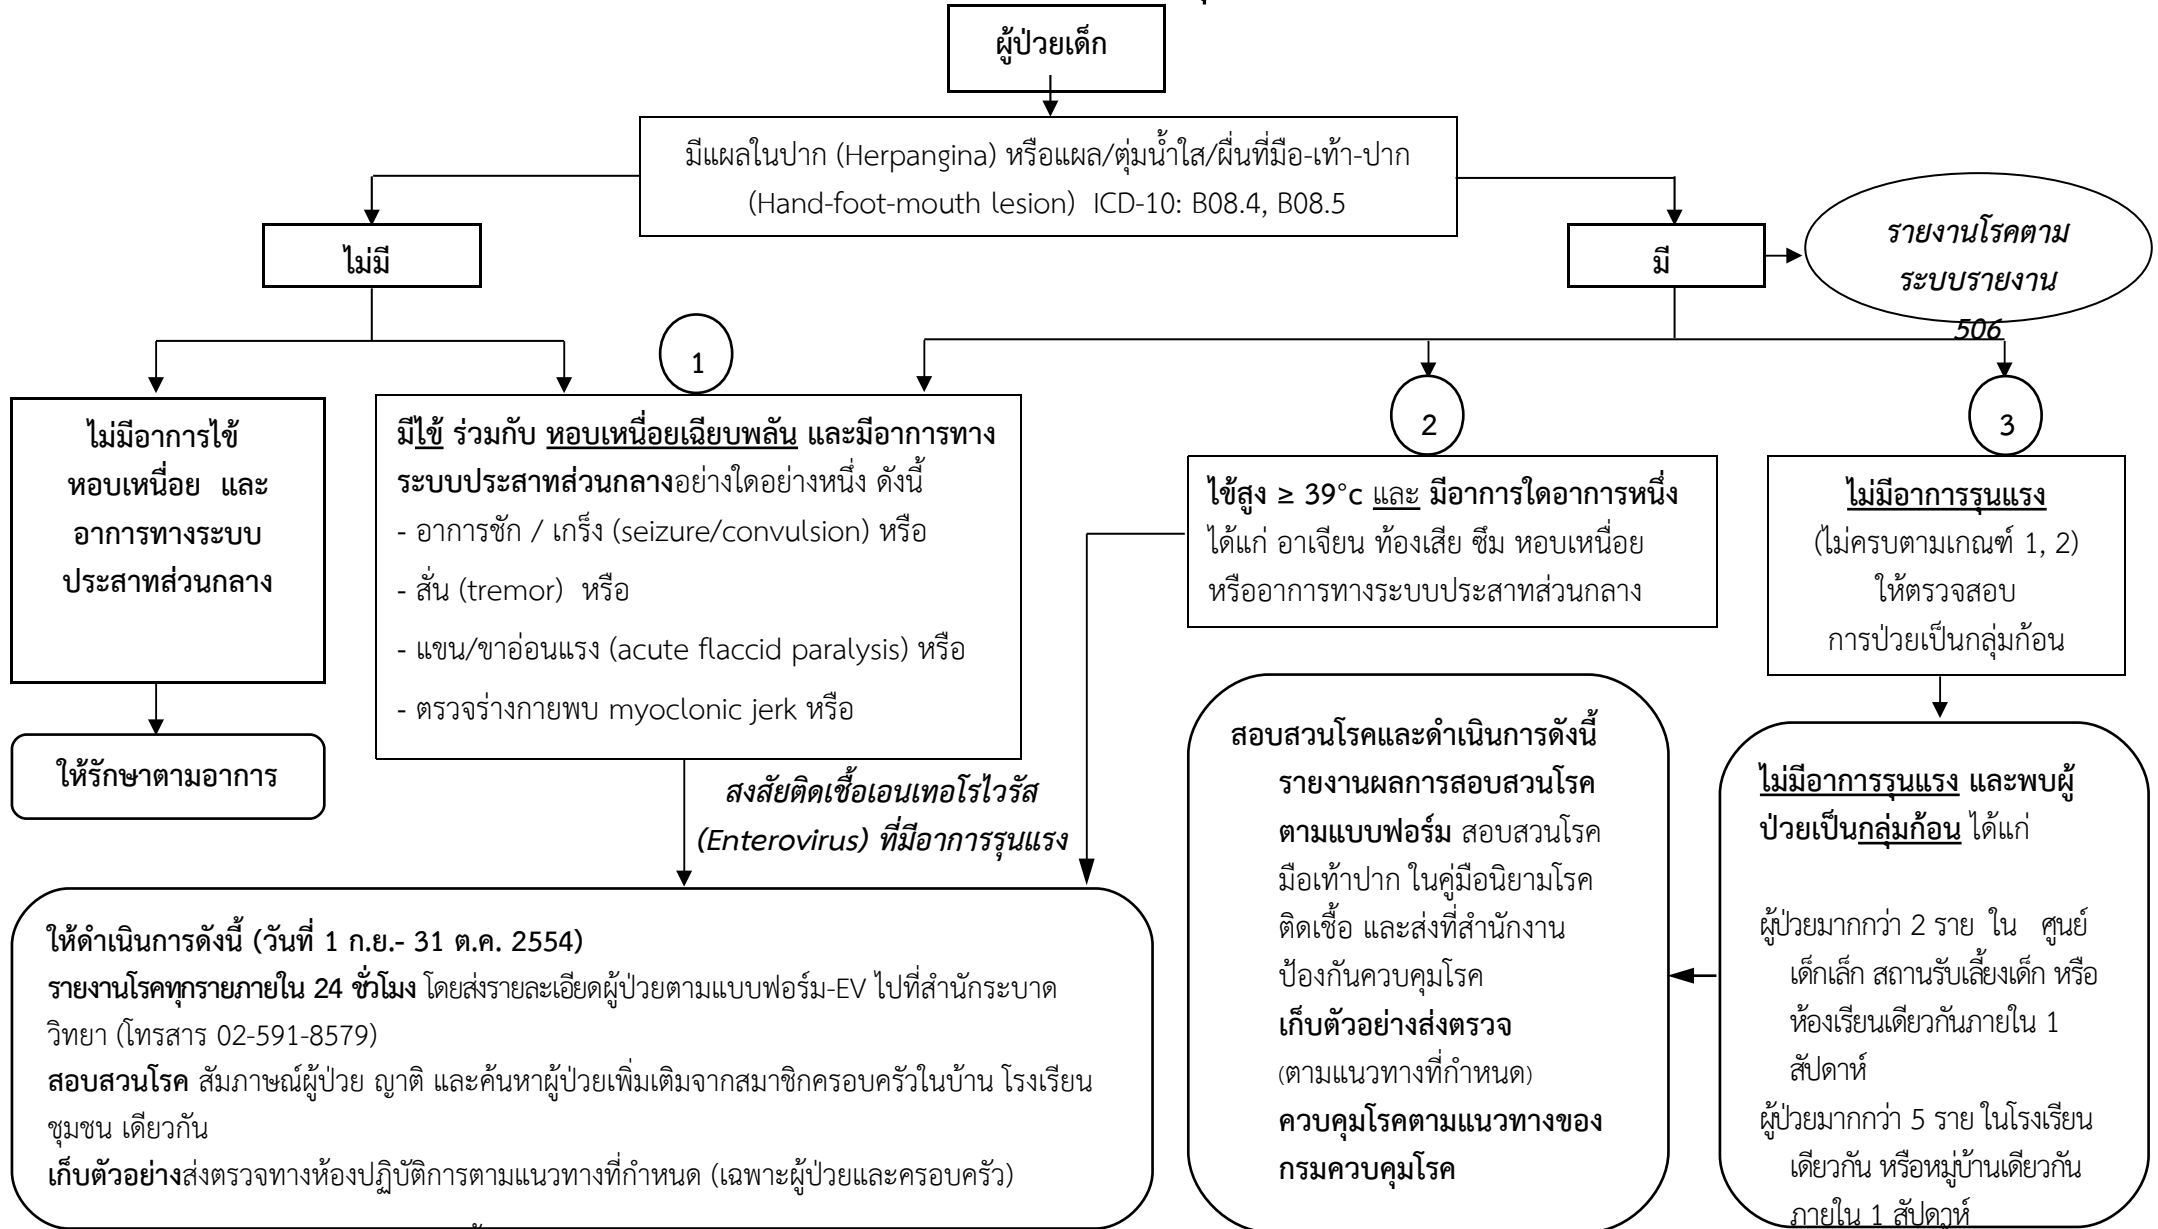 ผู้ป่วยเด็ก
มีแผลในปาก (Herpangina) หรือแผล/ตุ่มน้ำใส/ผื่นที่มือ-เท้า-ปาก
(Hand-foot-mouth lesion) ICD-10: B08.4, B08.5
ไม่มี
มี
รายงานโรคตาม
ระบบรายงาน
506
1
2
3
ไม่มีอาการไข้
หอบเหนื่อย และ
อาการทางระบบ
ประสาทส่วนกลาง
มีไข้ ร่วมกับ หอบเหนื่อยเฉียบพลัน และมีอาการทาง
ระบบประสาทส่วนกลางอย่างใดอย่างหนึ่ง ดังนี้
- อาการชัก / เกร็ง (seizure/convulsion) หรือ
- สั่น (tremor) หรือ
- แขน/ขาอ่อนแรง (acute flaccid paralysis) หรือ
- ตรวจร่างกายพบ myoclonic jerk หรือ
ไข้สูง ≥ 39°c และ มีอาการใดอาการหนึ่ง
ได้แก่ อาเจียน ท้องเสีย ซึม หอบเหนื่อย
หรืออาการทางระบบประสาทส่วนกลาง
ไม่มีอาการรุนแรง
(ไม่ครบตามเกณฑ์ 1, 2)
ให้ตรวจสอบ
การป่วยเป็นกลุ่มก้อน
ให้รักษาตามอาการ
สงสัยติดเชื้อเอนเทอโรไวรัส
(Enterovirus) ที่มีอาการรุนแรง
ให้ดำเนินการดังนี้ (วันที่ 1 ก.ย.- 31 ต.ค. 2554)
รายงานโรคทุกรายภายใน 24 ชั่วโมง โดยส่งรายละเอียดผู้ป่วยตามแบบฟอร์ม-EV ไปที่สำนักระบาด
วิทยา (โทรสาร 02-591-8579)
สอบสวนโรค สัมภาษณ์ผู้ป่วย ญาติ และค้นหาผู้ป่วยเพิ่มเติมจากสมาชิกครอบครัวในบ้าน โรงเรียน
ชุมชน เดียวกัน
เก็บตัวอย่างส่งตรวจทางห้องปฏิบัติการตามแนวทางที่กำหนด (เฉพาะผู้ป่วยและครอบครัว)
สอบสวนโรคและดำเนินการดังนี้
รายงานผลการสอบสวนโรค
ตามแบบฟอร์ม สอบสวนโรค
มือเท้าปาก ในคู่มือนิยามโรค
ติดเชื้อ และส่งที่สำนักงาน
ป้องกันควบคุมโรค
เก็บตัวอย่างส่งตรวจ
(ตามแนวทางที่กำหนด)
ควบคุมโรคตามแนวทางของ
กรมควบคุมโรค
ไม่มีอาการรุนแรง และพบผู้
ป่วยเป็นกลุ่มก้อน ได้แก่
ผู้ป่วยมากกว่า 2 ราย ใน ศูนย์
เด็กเล็ก สถานรับเลี้ยงเด็ก หรือ
ห้องเรียนเดียวกันภายใน 1
สัปดาห์
ผู้ป่วยมากกว่า 5 ราย ในโรงเรียน
เดียวกัน หรือหมู่บ้านเดียวกัน
ภายใน 1 สัปดาห์